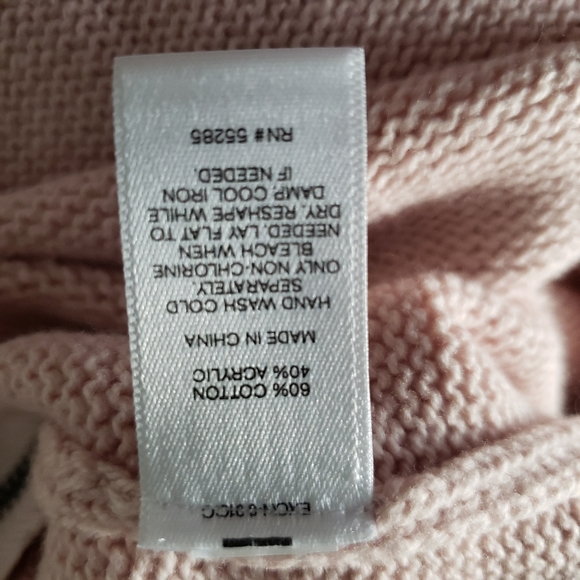 60% COTTON
40% ACRYLIC
MADE IN CHINA
HAND WASH COLD
SEPARATELY.
ONLY NON-CHLORINE
BLEACH WHEN
NEEDED. LAY FLAT TO
DRY. RESHAPE WHILE
DAMP. COOL IRON
IF NEEDED.
RN# 55285